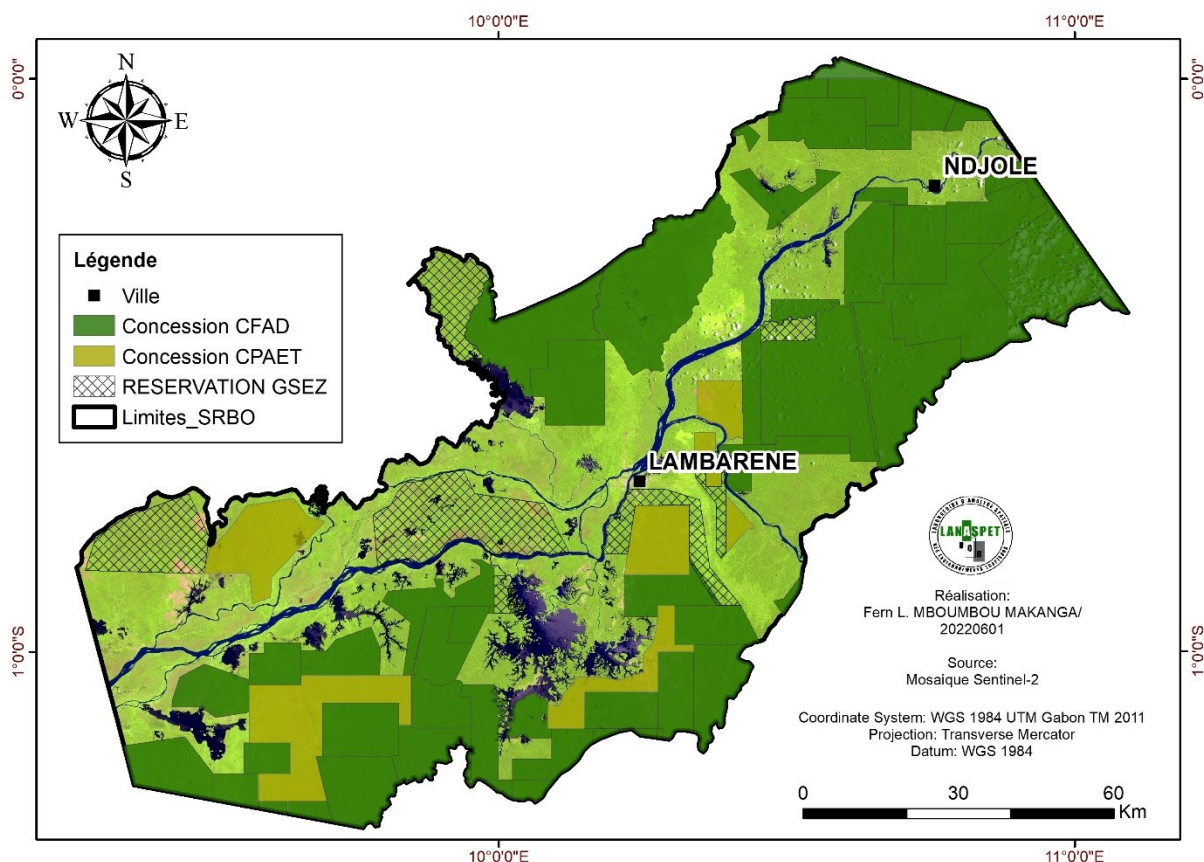 10°0'0"E
11°0'0"E
0°0'0"
0°0'0"
N
W
E
S
NDJOLE
Légende
Ville
Concession CFAD
Concession CPAET
RESERVATION GSEZ
Limites_SRBO
LAMBARENE
LANASPET
Réalisation:
Fern L. MBOUMBOU MAKANGA/
20220601
1°0'0"S
1°0'0"S
Source:
Mosaique Sentinel-2
Coordinate System: WGS 1984 UTM Gabon TM 2011
Projection: Transverse Mercator
Datum: WGS 1984
0
30
60
Km
10°0'0"E
11°0'0"E